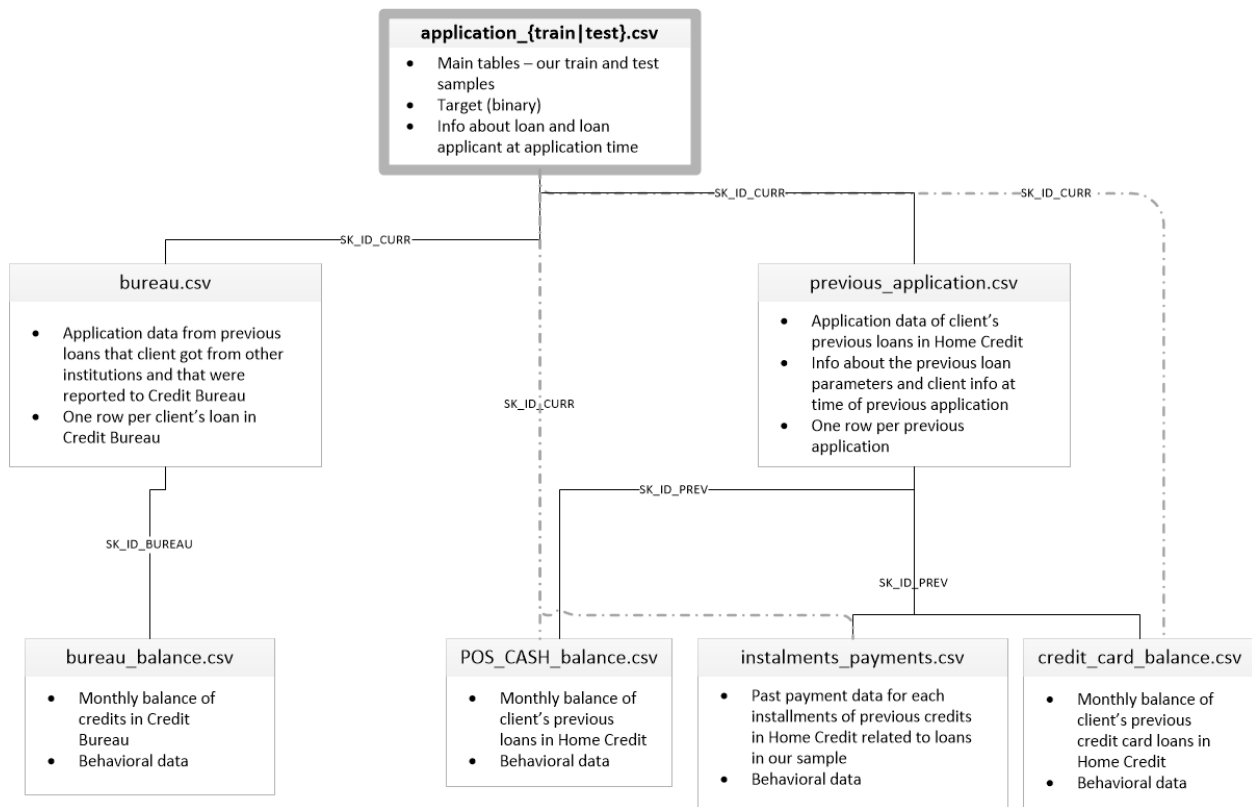 application_{train|test}.csv
• Main tables – our train and test
samples
• Target (binary)
• Info about loan and loan
applicant at application time
SK_ID_CURR
SK_ID_CURR
SK_ID_CURR
bureau.csv
• Application data from previous
loans that client got from other
institutions and that were
reported to Credit Bureau
• One row per client's loan in
Credit Bureau
SK_ID_CURR
previous_application.csv
• Application data of client's
previous loans in Home Credit
• Info about the previous loan
parameters and client info at
time of previous application
• One row per previous
application
SK_ID_PREV
SK_ID_BUREAU
SK_ID_PREV
bureau_balance.csv
• Monthly balance of
credits in Credit
Bureau
• Behavioral data
POS_CASH_balance.csv
• Monthly balance of
client's previous
loans in Home Credit
• Behavioral data
instalments_payments.csv
• Past payment data for each
installments of previous credits
in Home Credit related to loans
in our sample
• Behavioral data
credit_card_balance.csv
• Monthly balance of
client's previous
credit card loans in
Home Credit
• Behavioral data